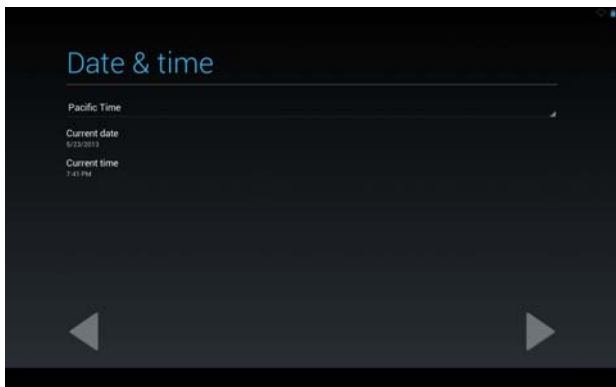 Date & time
Pacific Time
Current date
5/23/2013
Current time
7:41 PM